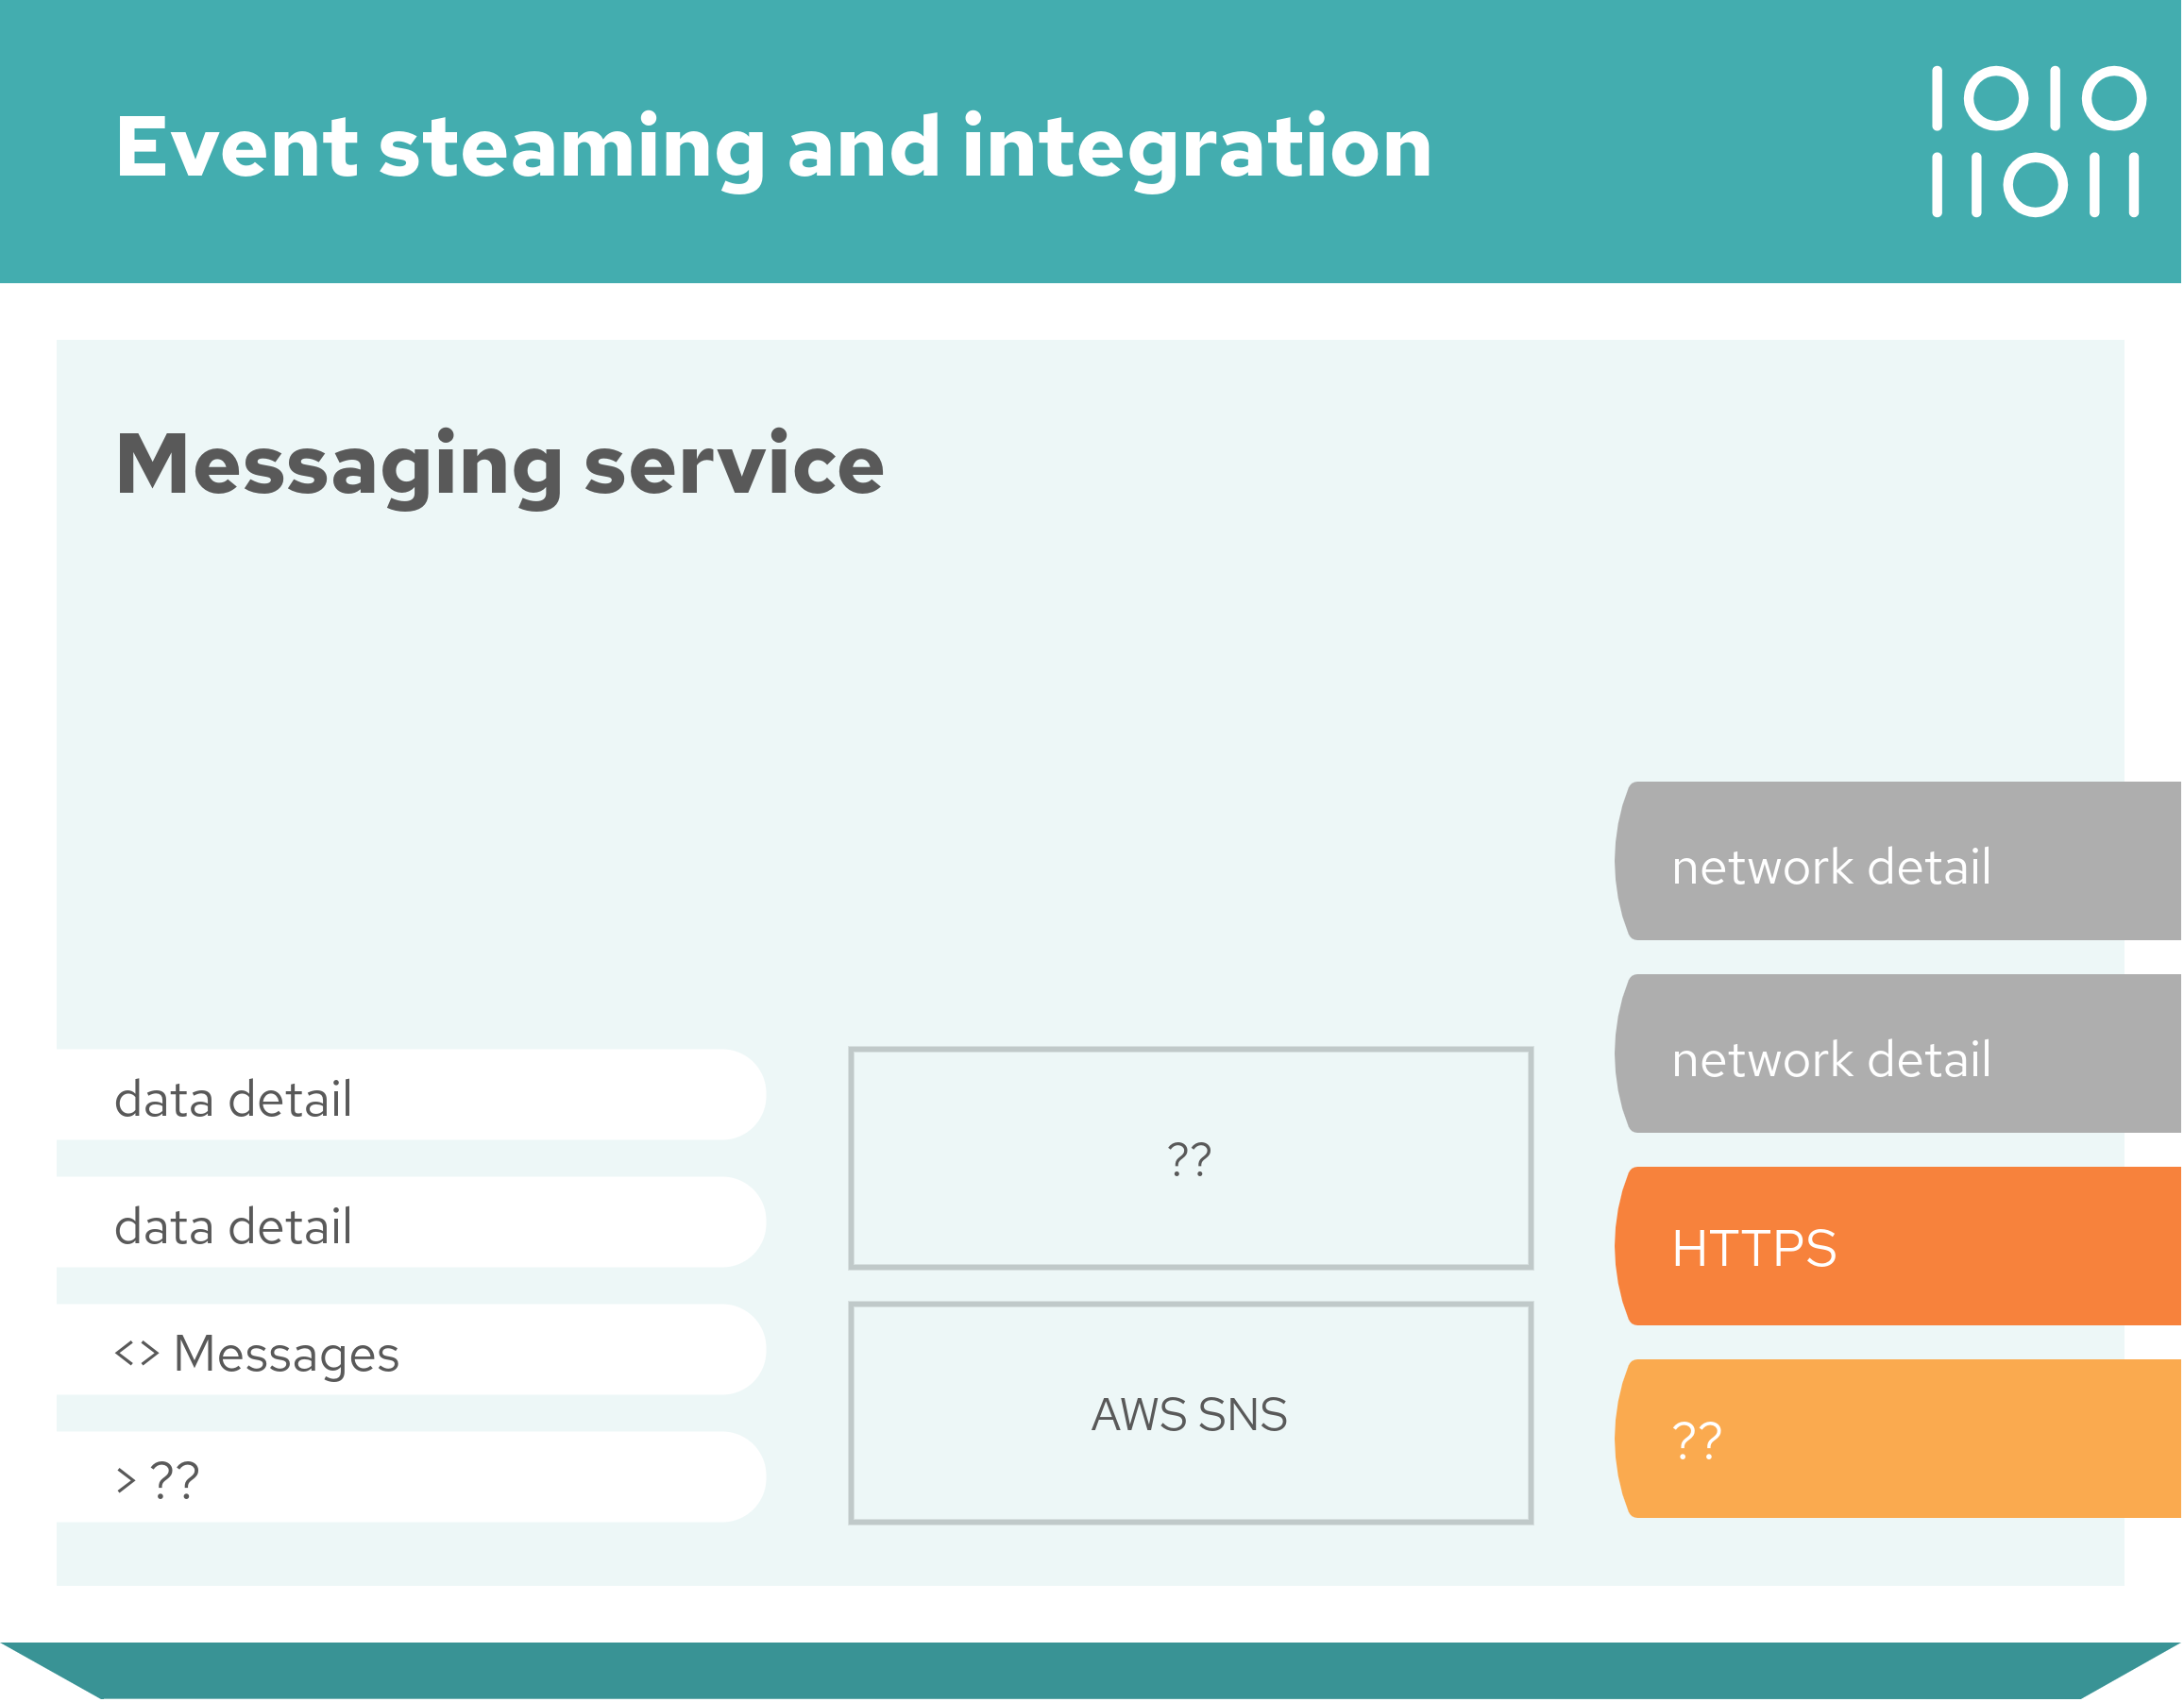 Event steaming and integration
1010
11011
Messaging service
network detail
network detail
HTTPS
??
data detail
data detail
<> Messages
> ??
??
AWS SNS